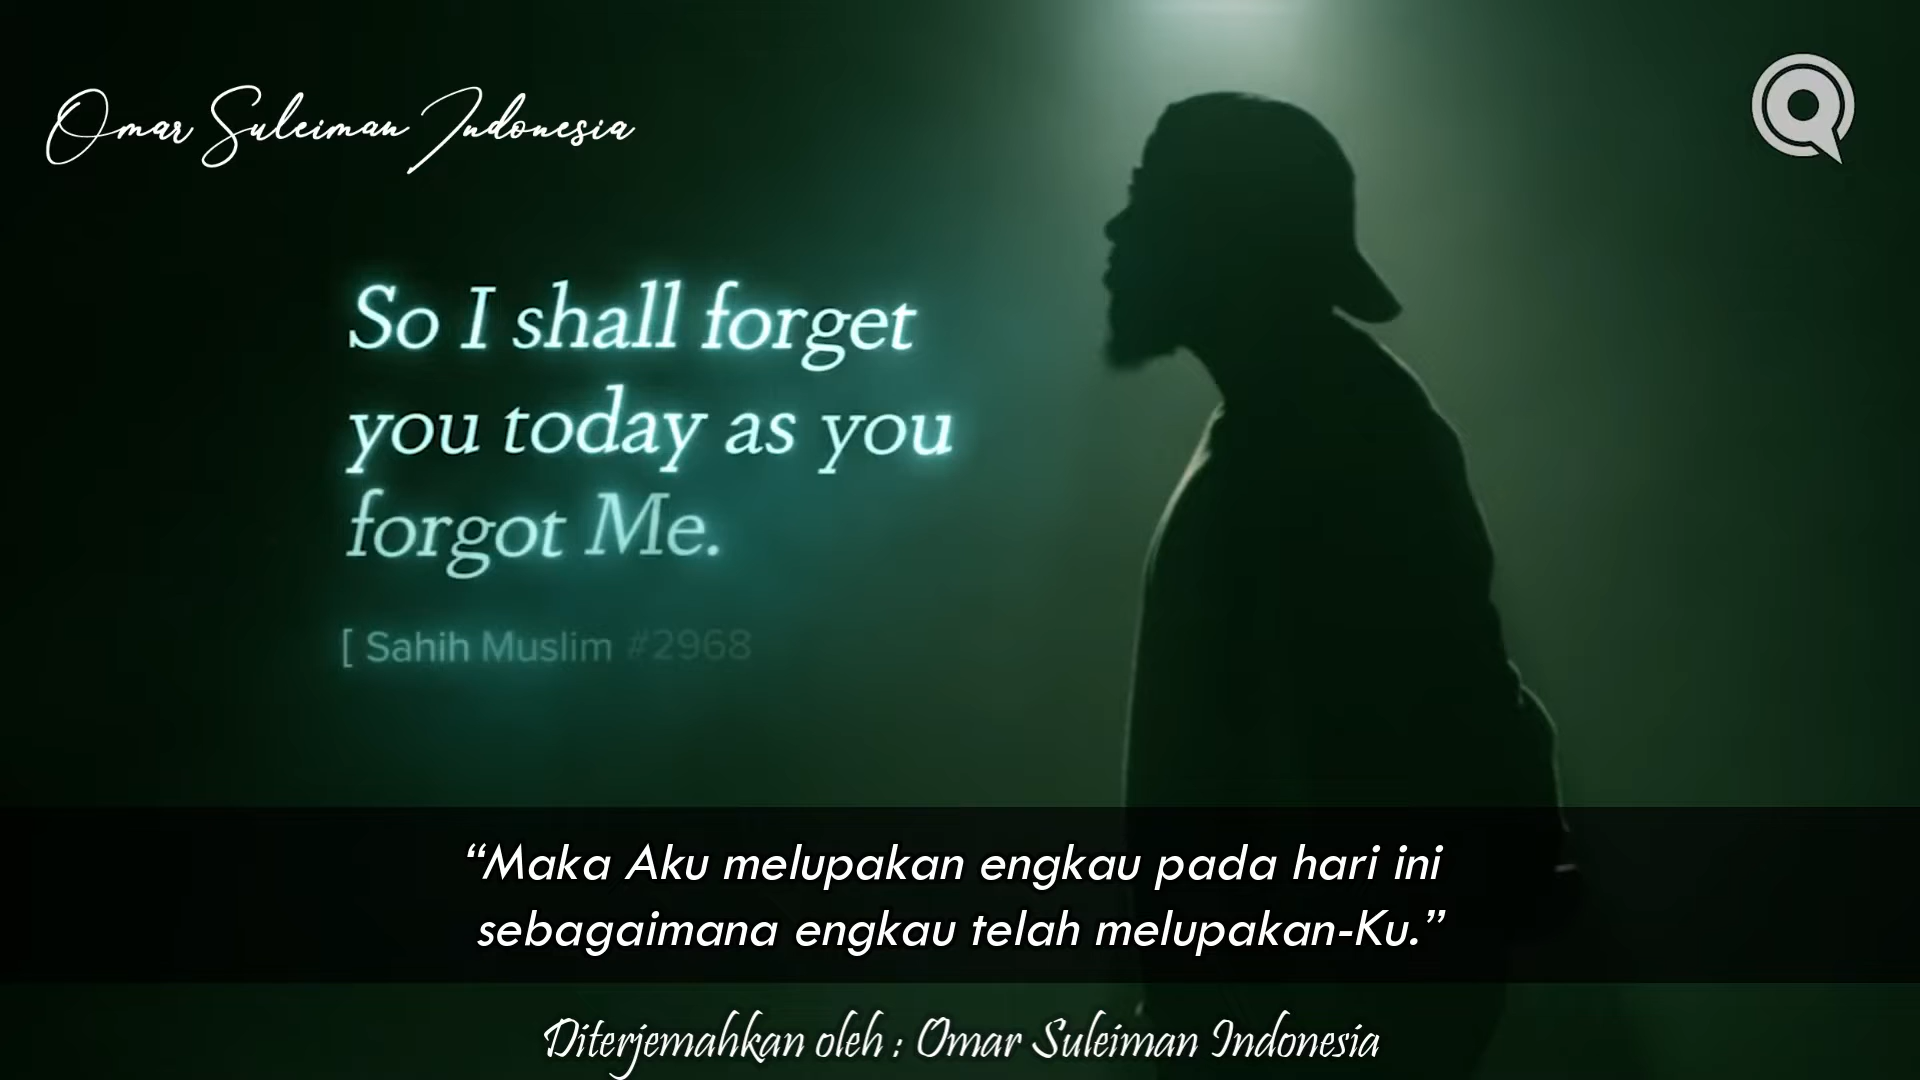 Omar Suleiman Indonesia
So I shall forget
you today as you
forgot Me.
[ Sahih Muslim #2968
“Maka Aku melupakan engkau pada hari ini
sebagaimana engkau telah melupakan-Ku.”
Diterjemahkan oleh : Omar Suleiman Indonesia